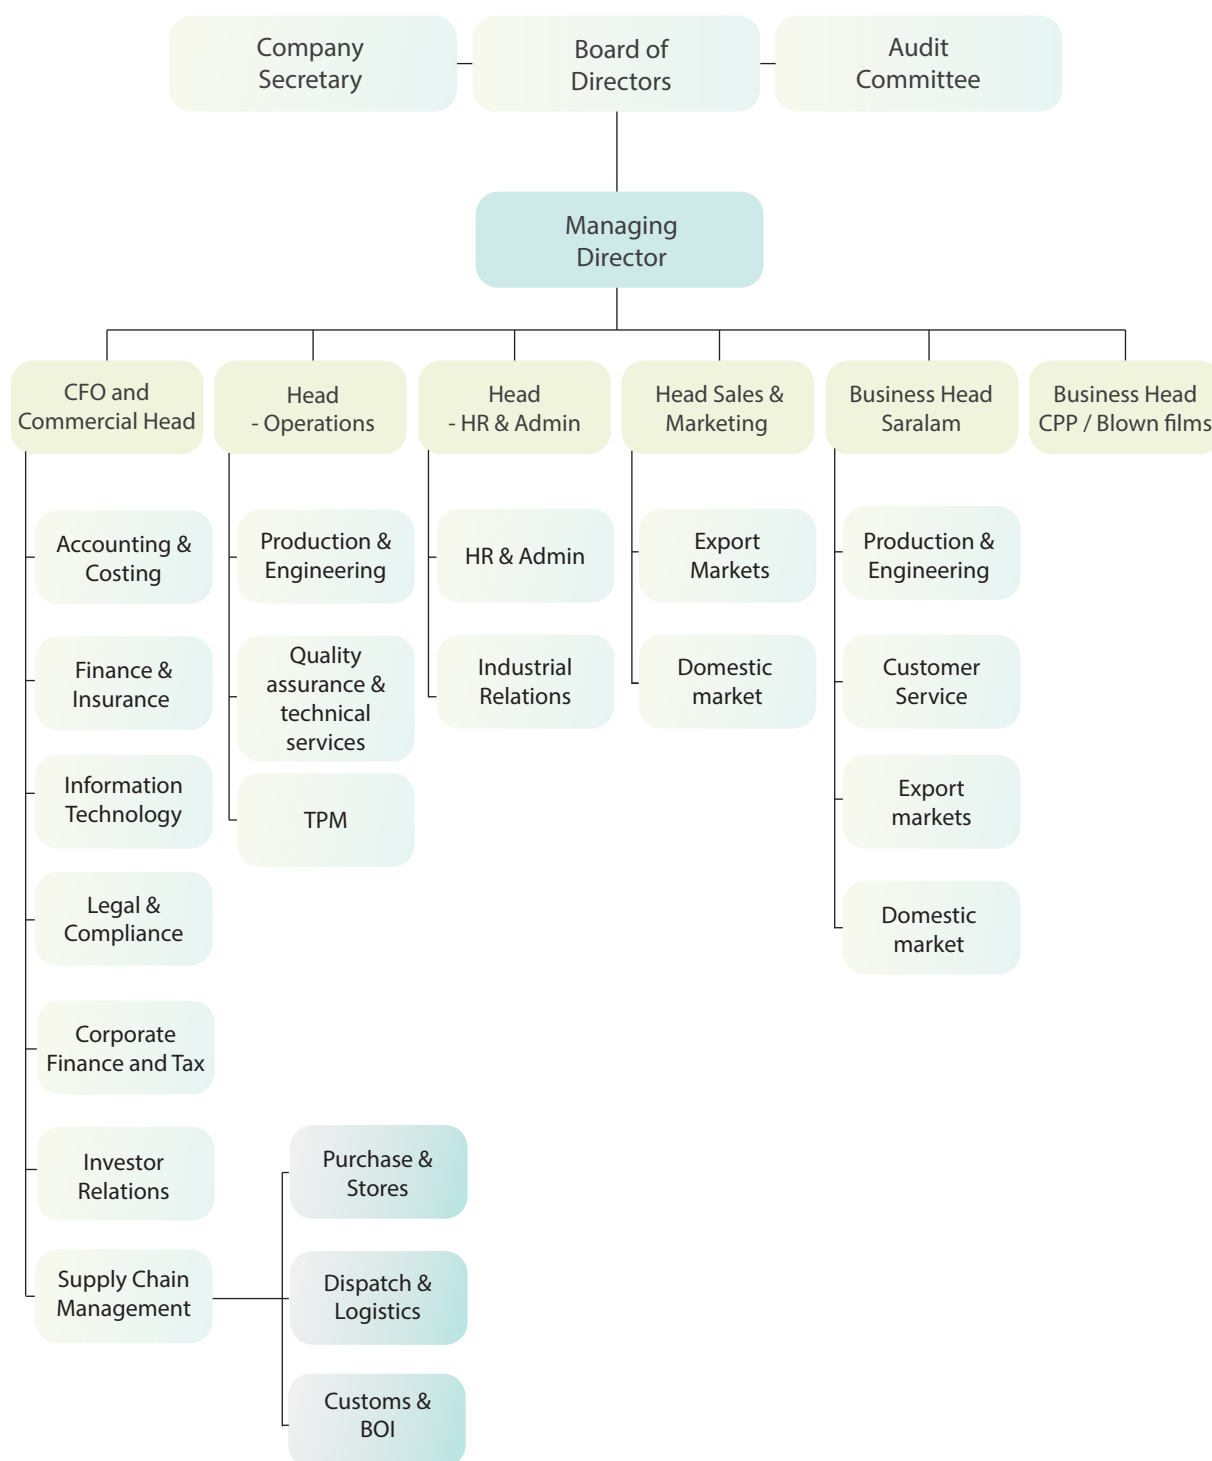 Company
Secretary
Board of
Directors
Audit
Committee
Managing
Director
CFO and
Commercial Head
Head
- Operations
Head
- HR & Admin
Head Sales &
Marketing
Business Head
Saralam
Business Head
CPP / Blown films
Accounting &
Costing
Finance &
Insurance
Information
Technology
Legal &
Compliance
Corporate
Finance and Tax
Investor
Relations
Supply Chain
Management
Purchase &
Stores
Dispatch &
Logistics
Customs &
BOI
Production &
Engineering
Quality
assurance &
technical
services
TPM
HR & Admin
Industrial
Relations
Export
Markets
Domestic
market
Production &
Engineering
Customer
Service
Export
markets
Domestic
market